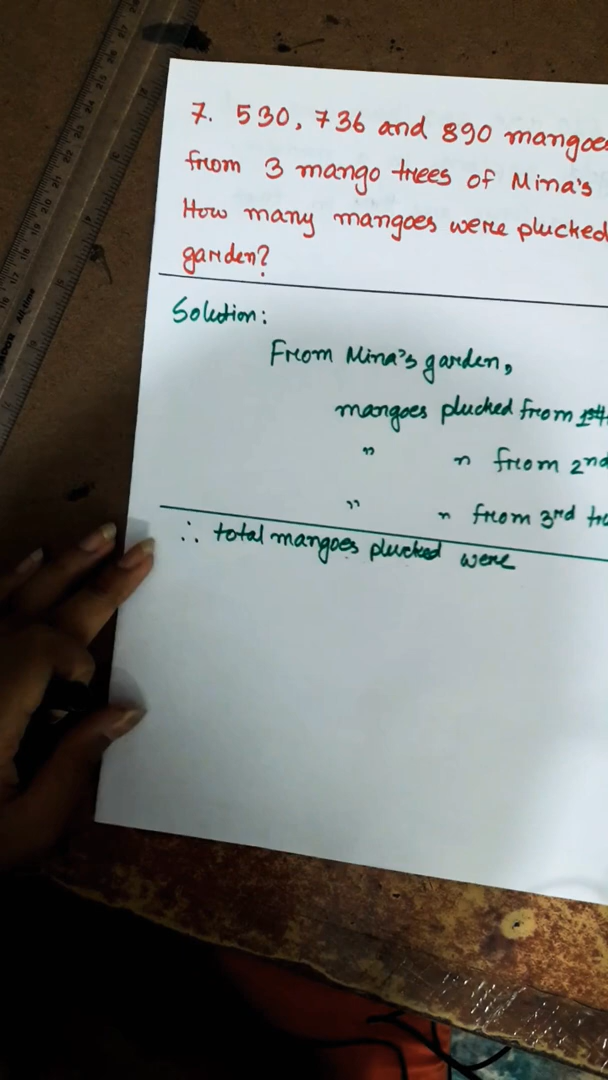 7. 530, 736 and 890 mangoes
from 3 mango trees of Mina's
How many mangoes were plucked
garden?
Solution:
From Mina's garden,
mangoes plucked from 1st
" " from 2nd
" " from 3rd
∴ total mangoes plucked were